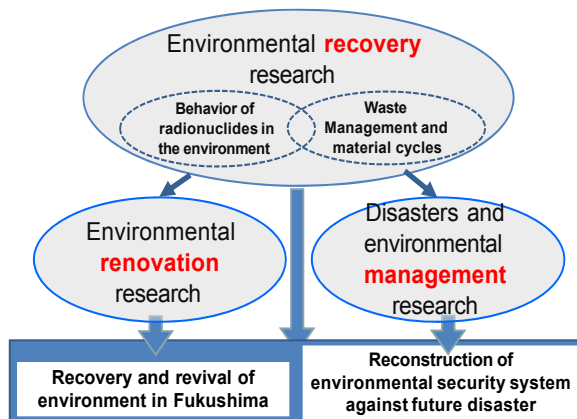 Environmental recovery
research
Behavior of
radionuclides in
the environment
Waste
Management and
material cycles
Environmental
renovation
research
Disasters and
environmental
management
research
Recovery and revival of
environment in Fukushima
Reconstruction of
environmental security system
against future disaster